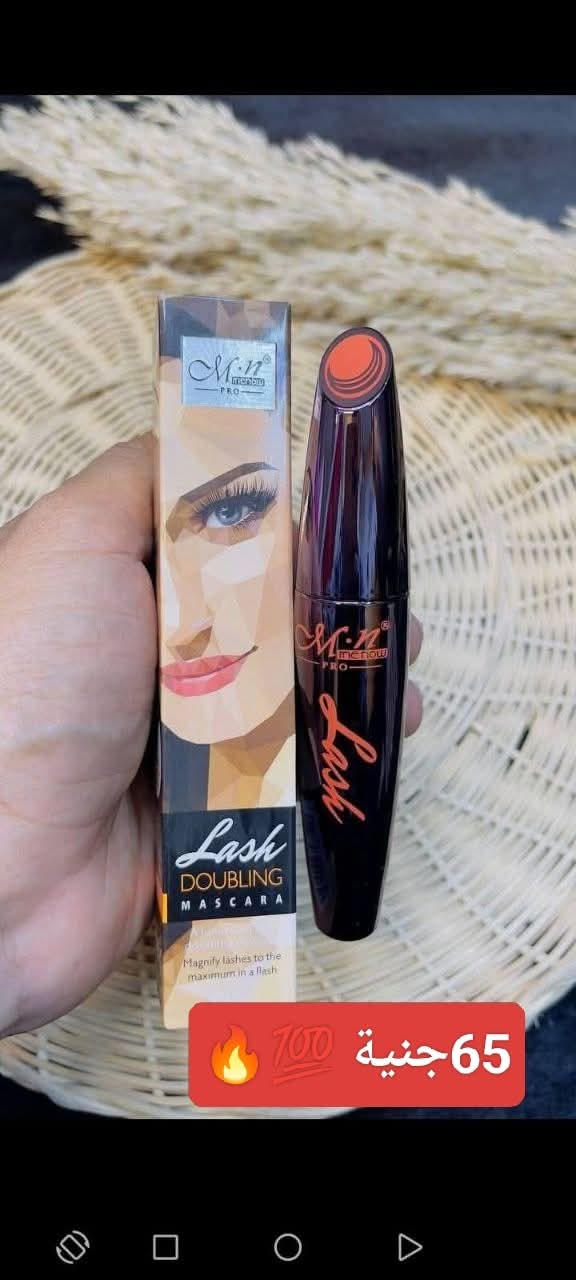 M·n®
menow
PRO
Lash
DOUBLING
MASCARA
Magnify lashes to the
maximum in a flash
M·n®
menow
PRO
Lash
65جنية 💯 🔥